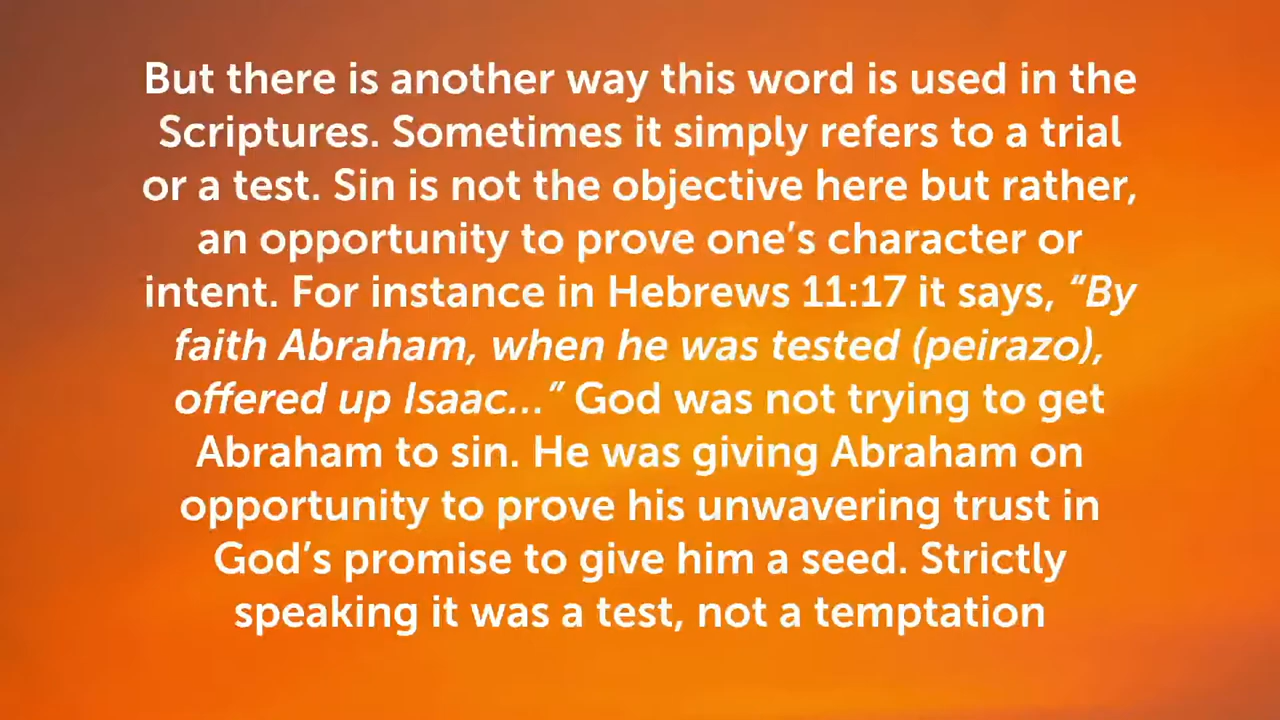 But there is another way this word is used in the
Scriptures. Sometimes it simply refers to a trial
or a test. Sin is not the objective here but rather,
an opportunity to prove one’s character or
intent. For instance in Hebrews 11:17 it says, “By
faith Abraham, when he was tested (peirazo),
offered up Isaac...” God was not trying to get
Abraham to sin. He was giving Abraham on
opportunity to prove his unwavering trust in
God’s promise to give him a seed. Strictly
speaking it was a test, not a temptation